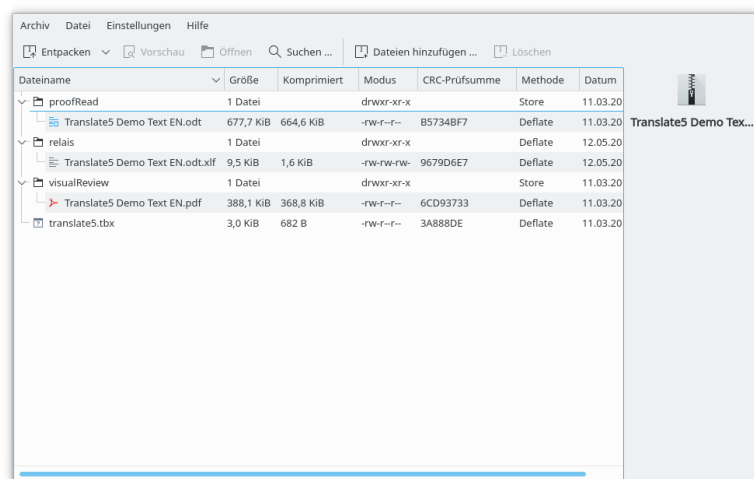 Archiv Datei Einstellungen Hilfe
Entpacken Vorschau Öffnen Suchen ... Dateien hinzufügen ... Löschen
Dateiname Größe Komprimiert Modus CRC-Prüfsumme Methode Datum
proofRead 1 Datei drwxr-xr-x Store 11.03.20
Translate5 Demo Text EN.odt 677,7 KiB 664,6 KiB -rw-r--r-- B5734BF7 Deflate 11.03.20
Translate5 Demo Tex...
relais 1 Datei drwxr-xr-x 12.05.20
Translate5 Demo Text EN.odt.xlf 9,5 KiB 1,6 KiB -rw-rw-rw- 9679D6E7 Deflate 12.05.20
visualReview 1 Datei drwxr-xr-x Store 11.03.20
Translate5 Demo Text EN.pdf 388,1 KiB 368,8 KiB -rw-r--r-- 6CD93733 Deflate 11.03.20
translate5.tbx 3,0 KiB 682 B -rw-r--r-- 3A888DE Deflate 11.03.20